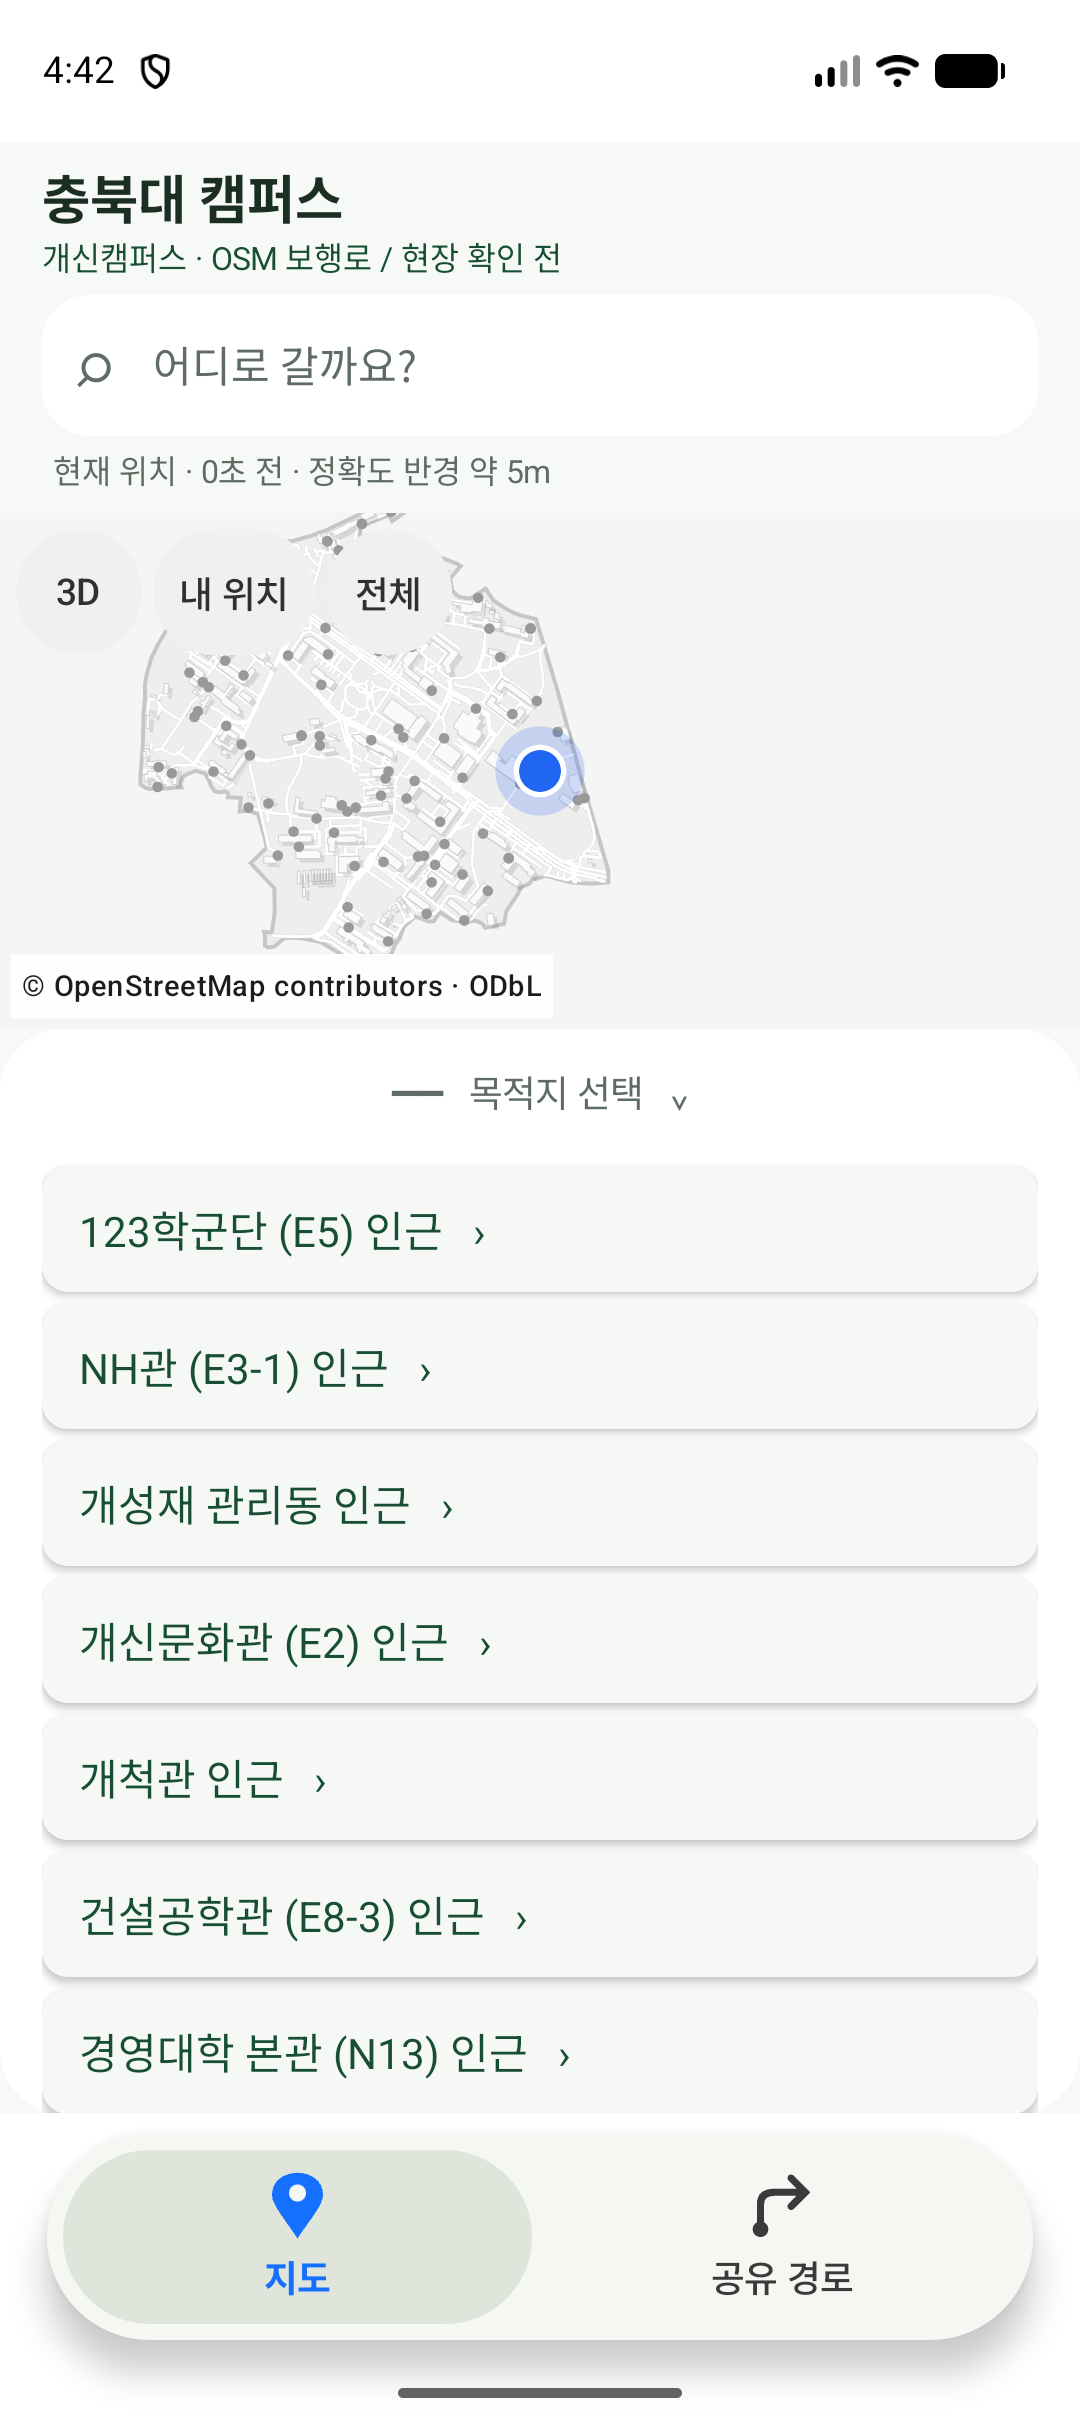 4:42
충북대 캠퍼스
개신캠퍼스 · OSM 보행로 / 현장 확인 전
어디로 갈까요?
현재 위치 · 0초 전 · 정확도 반경 약 5m
3D
내 위치
전체
© OpenStreetMap contributors · ODbL
목적지 선택
123학군단 (E5) 인근 ›
NH관 (E3-1) 인근 ›
개성재 관리동 인근 ›
개신문화관 (E2) 인근 ›
개척관 인근 ›
건설공학관 (E8-3) 인근 ›
경영대학 본관 (N13) 인근 ›
지도
공유 경로